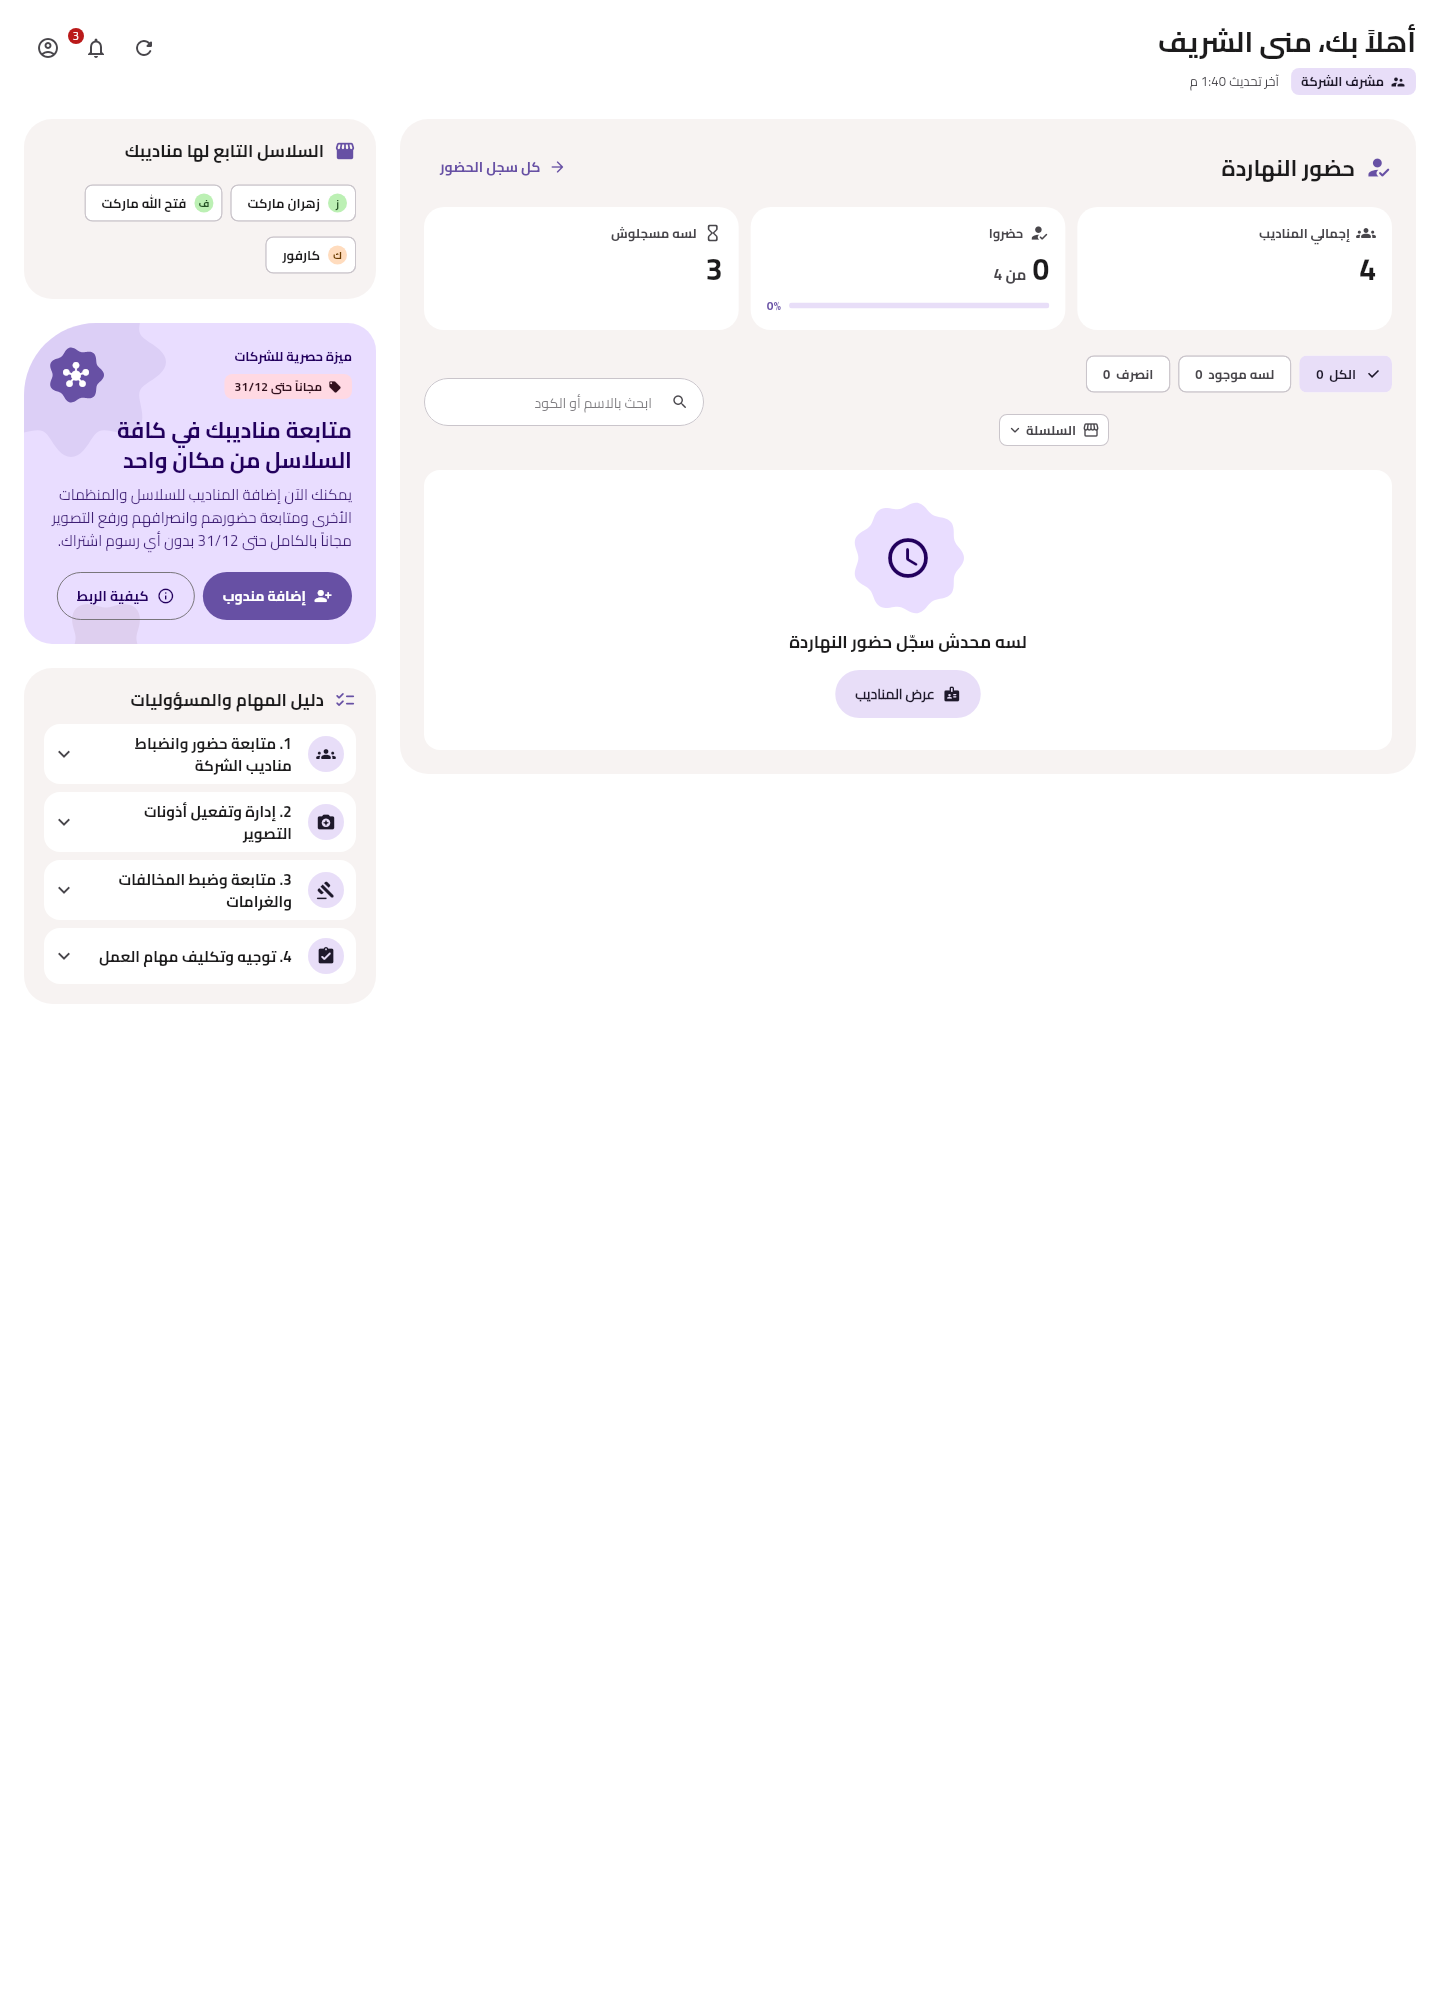 أهلاً بك، منى الشريف
مشرف الشركة
آخر تحديث 1:40 م
3
حضور النهاردة
كل سجل الحضور
إجمالي المناديب
4
حضروا
0 من 4
0%
لسه مسجلوش
3
الكل 0
لسه موجود 0
انصرف 0
السلسلة
ابحث بالاسم أو الكود
لسه محدش سجّل حضور النهاردة
عرض المناديب
السلاسل التابع لها مناديبك
ز زهران ماركت
ف فتح الله ماركت
ك كارفور
ميزة حصرية للشركات
مجاناً حتى 31/12
متابعة مناديبك في كافة
السلاسل من مكان واحد
يمكنك الآن إضافة المناديب للسلاسل والمنظمات
الأخرى ومتابعة حضورهم وانصرافهم ورفع التصوير
مجاناً بالكامل حتى 31/12 بدون أي رسوم اشتراك.
إضافة مندوب
كيفية الربط
دليل المهام والمسؤوليات
1. متابعة حضور وانضباط
مناديب الشركة
2. إدارة وتفعيل أذونات
التصوير
3. متابعة وضبط المخالفات
والغرامات
4. توجيه وتكليف مهام العمل